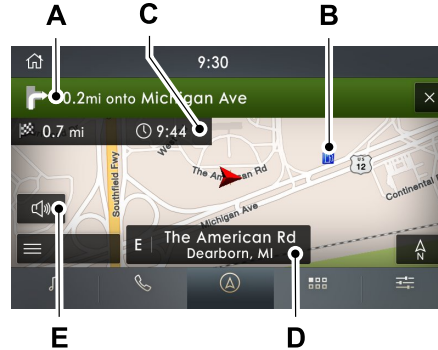 A
C
B
9:30
0.2mi onto Michigan Ave
0.7 mi
9:44
The American Rd
US
12
Southfield Fwy
Michigan Ave
Continental
E
The American Rd
Dearborn, MI
N
E
D